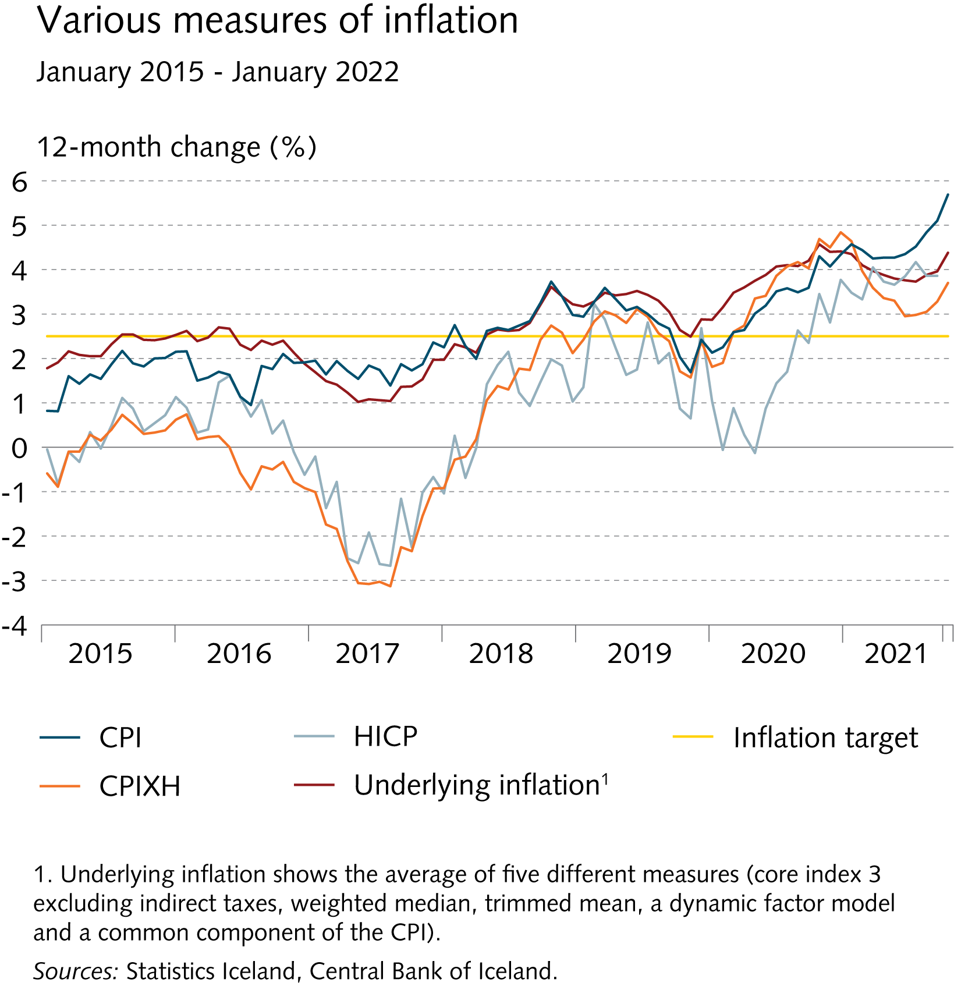 Various measures of inflation
January 2015 - January 2022
12-month change (%)
6
5
4
3
2
1
0
-1
-2
-3
-4
2015 2016 2017 2018 2019 2020 2021
CPI HICP Inflation target
CPIXH Underlying inflation¹
1. Underlying inflation shows the average of five different measures (core index 3
excluding indirect taxes, weighted median, trimmed mean, a dynamic factor model
and a common component of the CPI).
Sources: Statistics Iceland, Central Bank of Iceland.